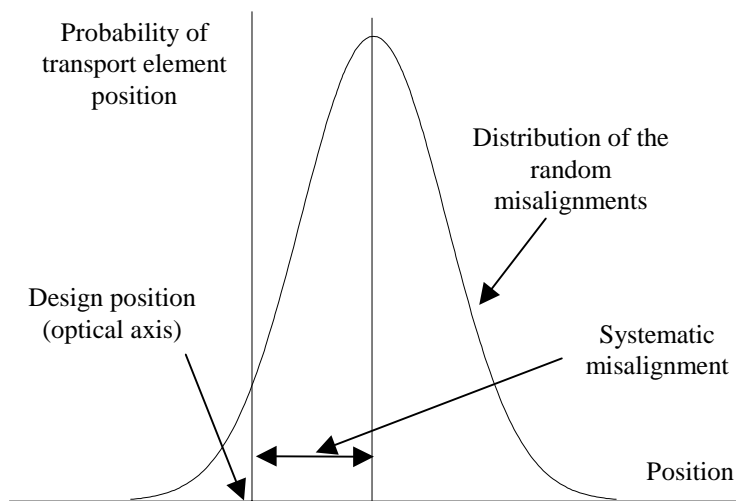 Probability of
transport element
position
Distribution of the
random
misalignments
Design position
(optical axis)
Systematic
misalignment
Position